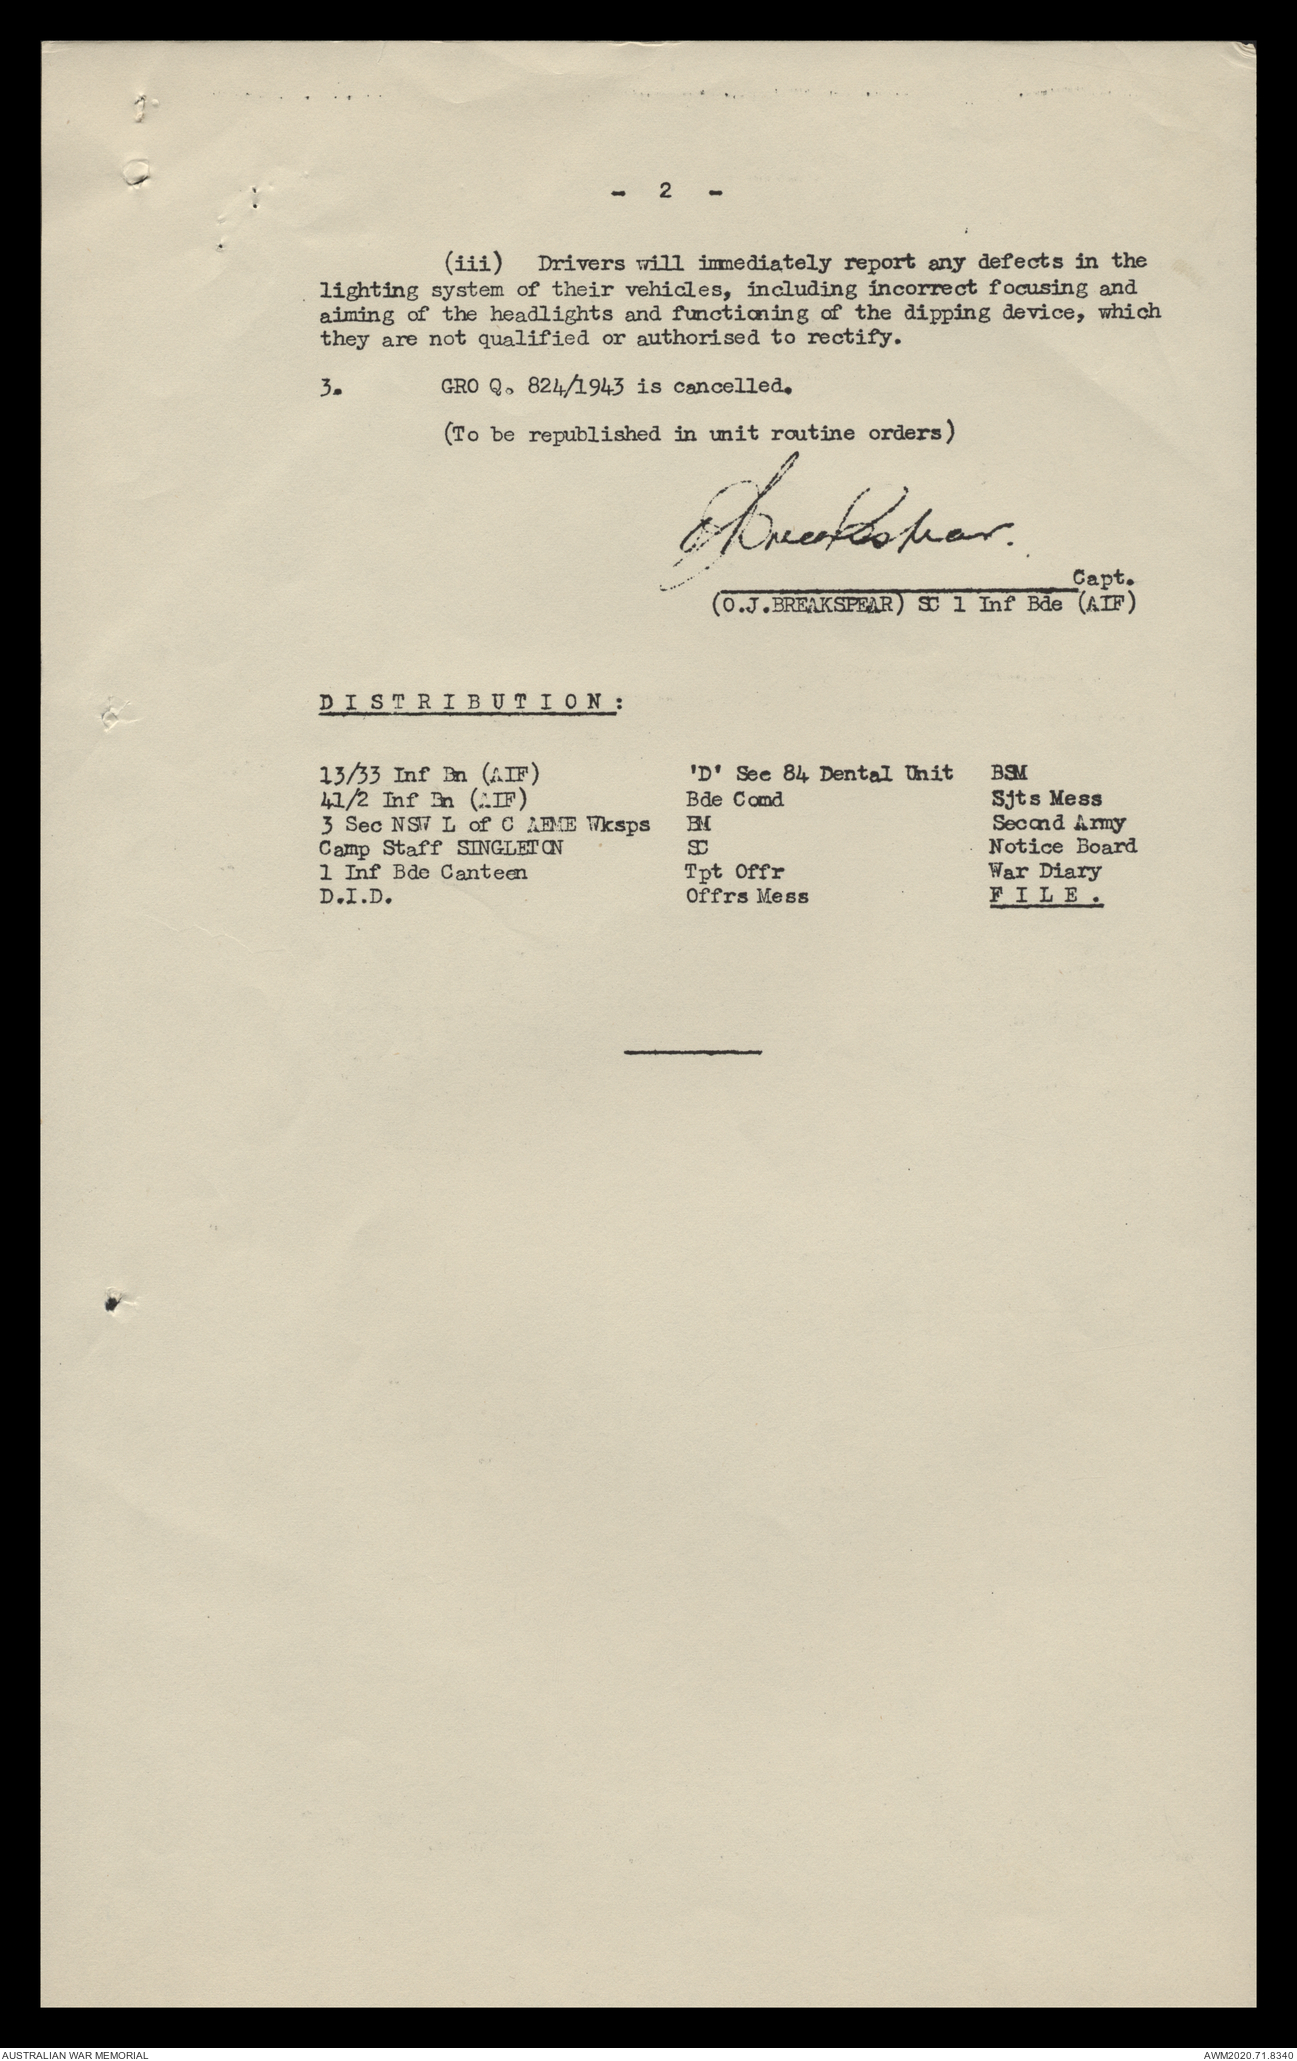 - 2 -
(iii) Drivers will immediately report any defects in the
lighting system of their vehicles, including incorrect focusing and
aiming of the headlights and functioning of the dipping device, which
they are not qualified or authorised to rectify.
3. GRO Q. 824/1943 is cancelled.
(To be republished in unit routine orders)
OJBreakspear.
Capt.
(O.J.BREAKSPEAR) SC 1 Inf Bde (AIF)
D I S T R I B U T I O N :
13/33 Inf Bn (AIF) 'D' See 84 Dental Unit BSM
41/2 Inf Bn (AIF) Bde Comd Sjts Mess
3 Sec NSW L of C AEME Wksps BM Second Army
Camp Staff SINGLETON SC Notice Board
1 Inf Bde Canteen Tpt Offr War Diary
D.I.D. Offrs Mess F I L E .
AUSTRALIAN WAR MEMORIAL AWM2020.71.8340